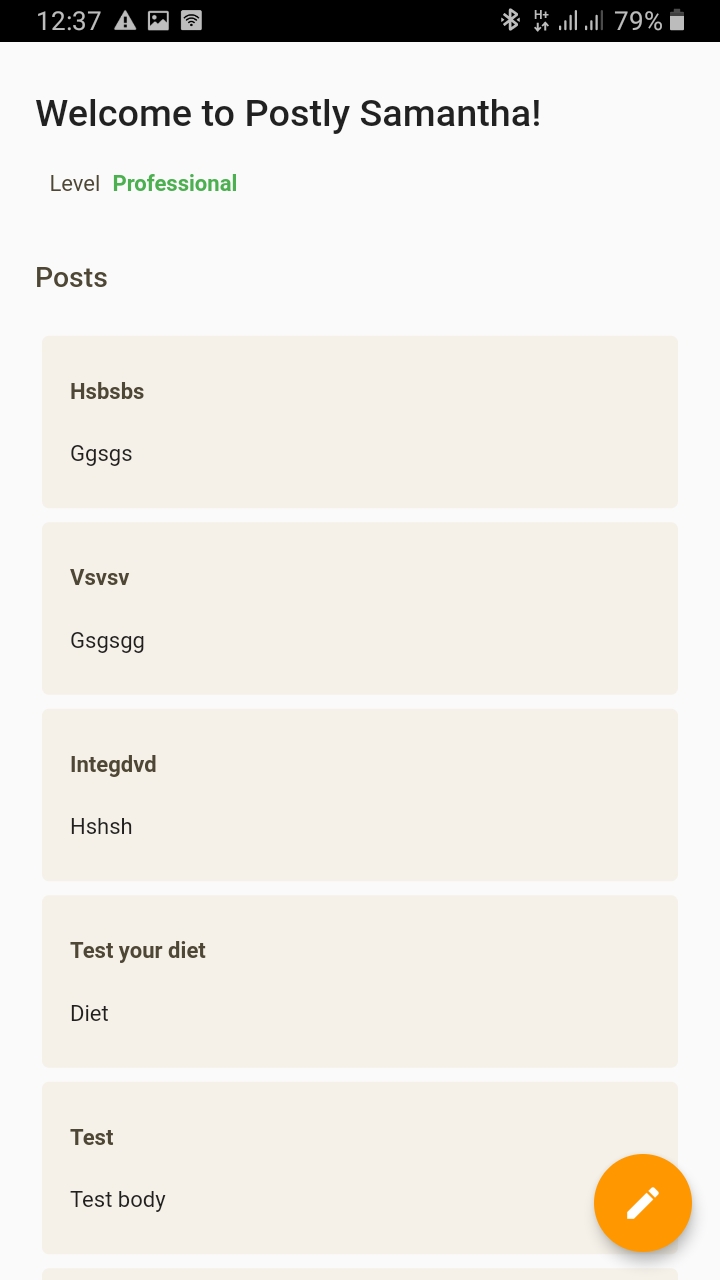 12:37 H+ 79%
Welcome to Postly Samantha!
Level Professional
Posts
Hsbsbs
Ggsgs
Vsvsv
Gsgsgg
Integdvd
Hshsh
Test your diet
Diet
Test
Test body